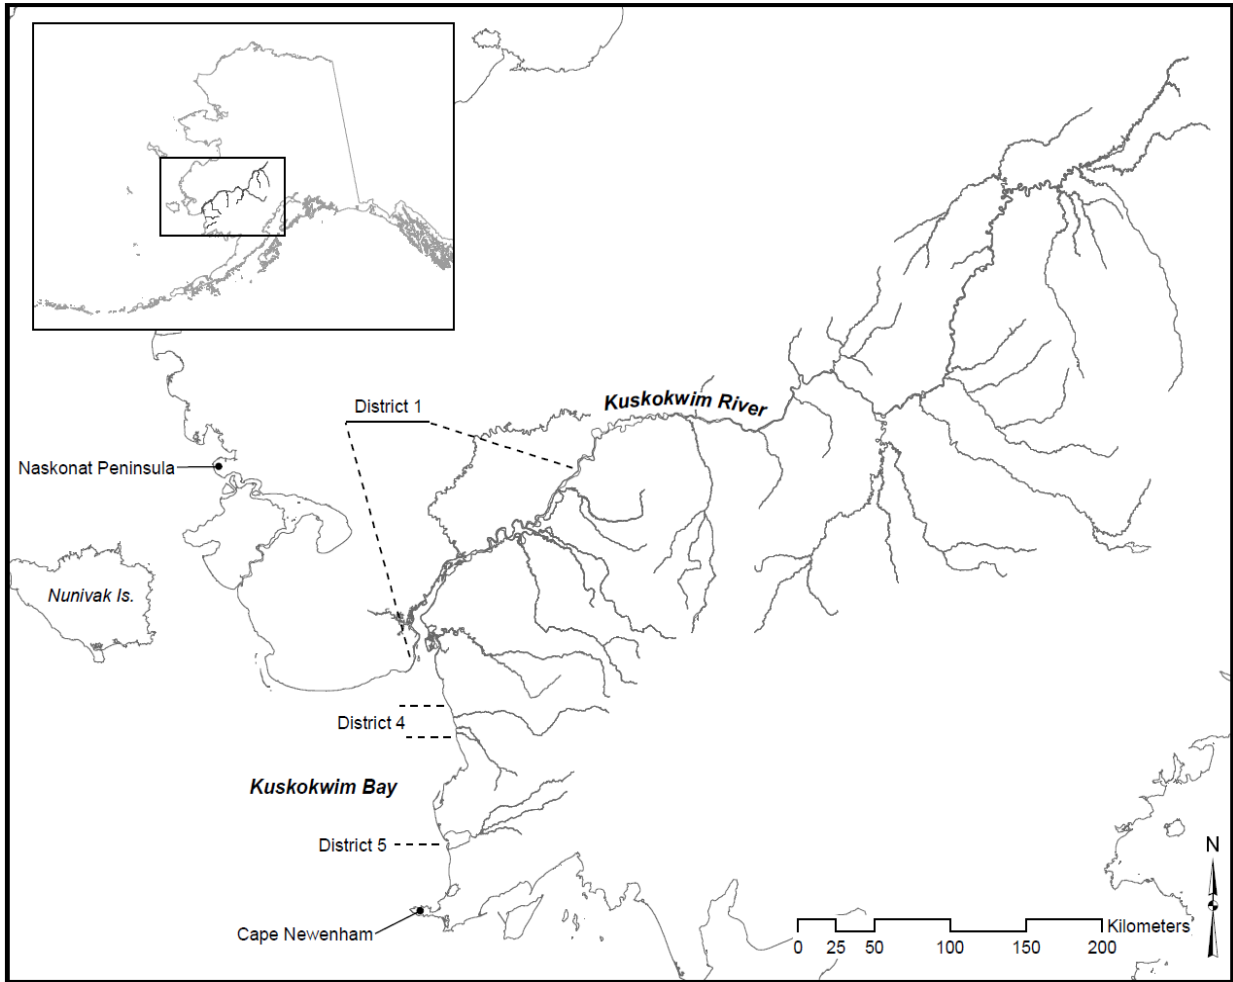 Kuskokwim River
District 1
Naskonat Peninsula
Nunivak Is.
District 4
Kuskokwim Bay
District 5
Cape Newenham
N
Kilometers
0 25 50 100 150 200